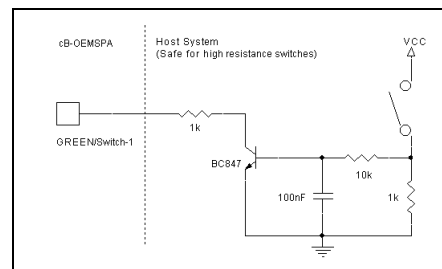 cB-OEMSPA
Host System
(Safe for high resistance switches)
VCC
1k
GREEN/Switch-1
BC847
10k
100nF
1k